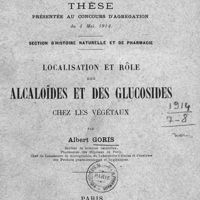 THÈSE
PRÉSENTÉE AU CONCOURS D'AGRÉGATION
du 4 Mai 1914.
SECTION D'HISTOIRE NATURELLE ET DE PHARMACIE
LOCALISATION ET RÔLE
DES
ALCALOÏDES ET DES GLUCOSIDES
CHEZ LES VÉGÉTAUX
1914
7-8
PAR
Albert GORIS
PARIS